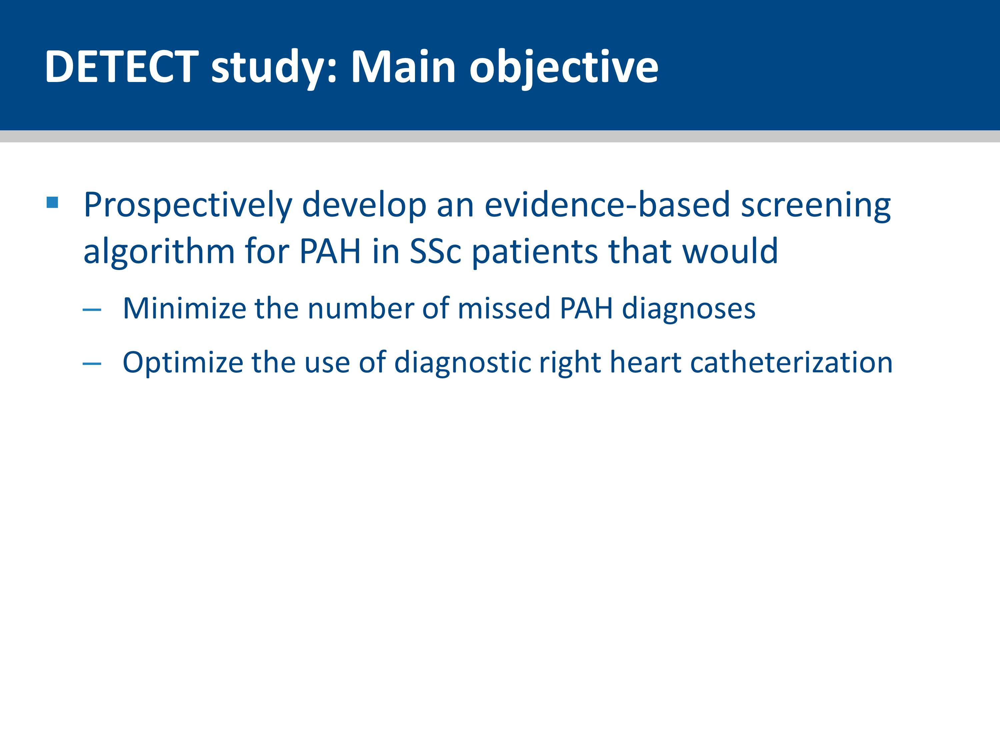 DETECT study: Main objective
▪ Prospectively develop an evidence-based screening
algorithm for PAH in SSc patients that would
– Minimize the number of missed PAH diagnoses
– Optimize the use of diagnostic right heart catheterization